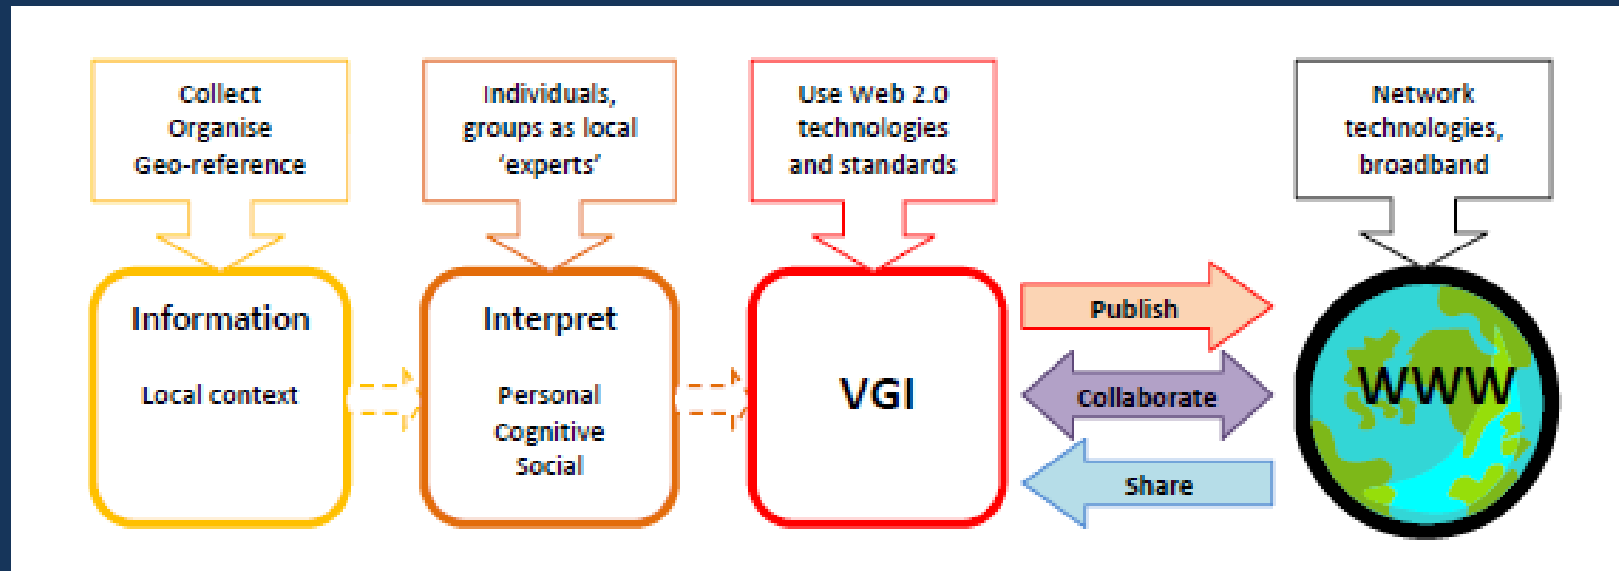 Collect
Organise
Geo-reference
Individuals,
groups as local
‘experts’
Use Web 2.0
technologies
and standards
Network
technologies,
broadband
Information
Local context
Interpret
Personal
Cognitive
Social
VGI
Publish
Collaborate
Share
WWW